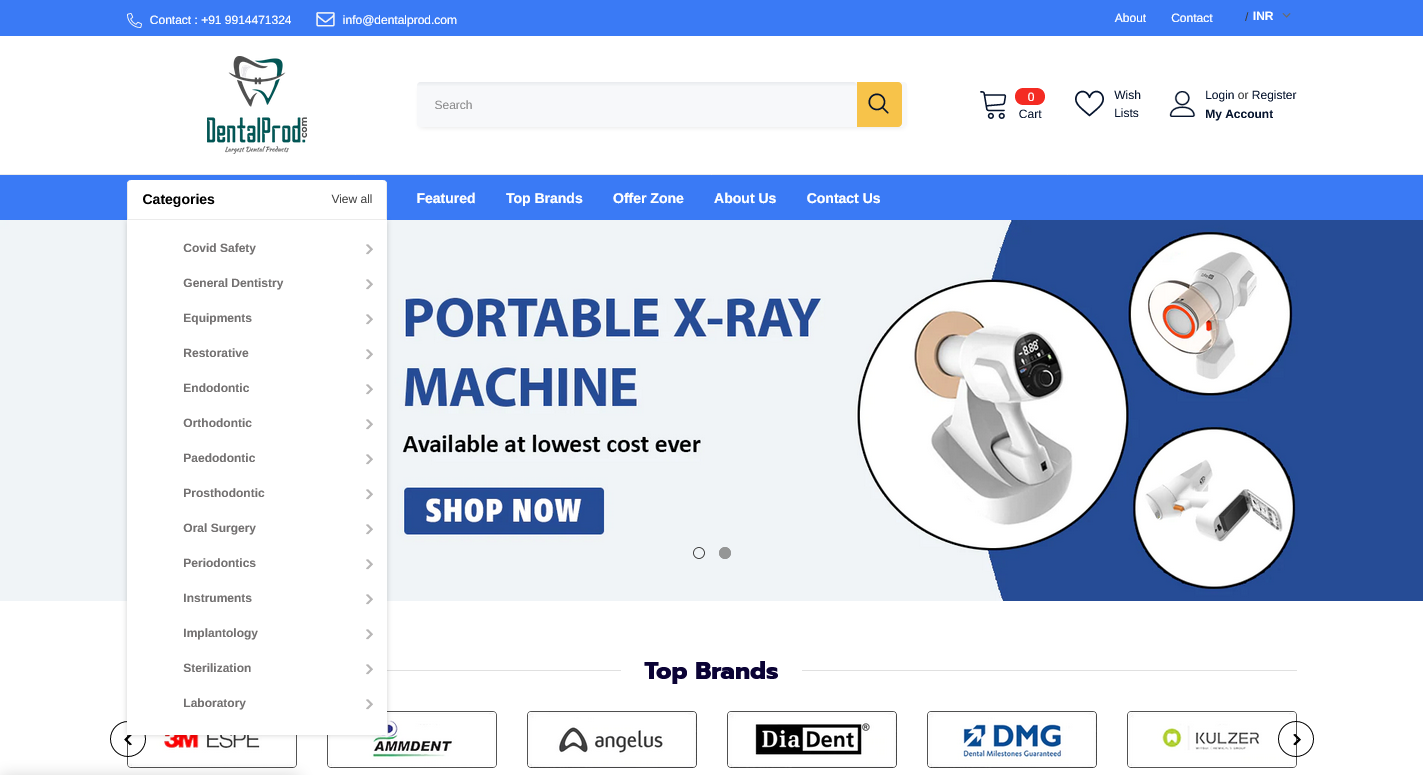 Contact : +91 9914471324
info@dentalprod.com
About
Contact
/ INR
DentalProd.com
Largest Dental Products
Search
0
Cart
Wish
Lists
Login or Register
My Account
Categories
View all
Featured
Top Brands
Offer Zone
About Us
Contact Us
Covid Safety
General Dentistry
Equipments
Restorative
Endodontic
Orthodontic
Paedodontic
Prosthodontic
Oral Surgery
Periodontics
Instruments
Implantology
Sterilization
Laboratory
PORTABLE X-RAY
MACHINE
Available at lowest cost ever
SHOP NOW
Top Brands
3M ESPE
AMMDENT
angelus
DiaDent®
DMG
Dental Milestones Guaranteed
KULZER